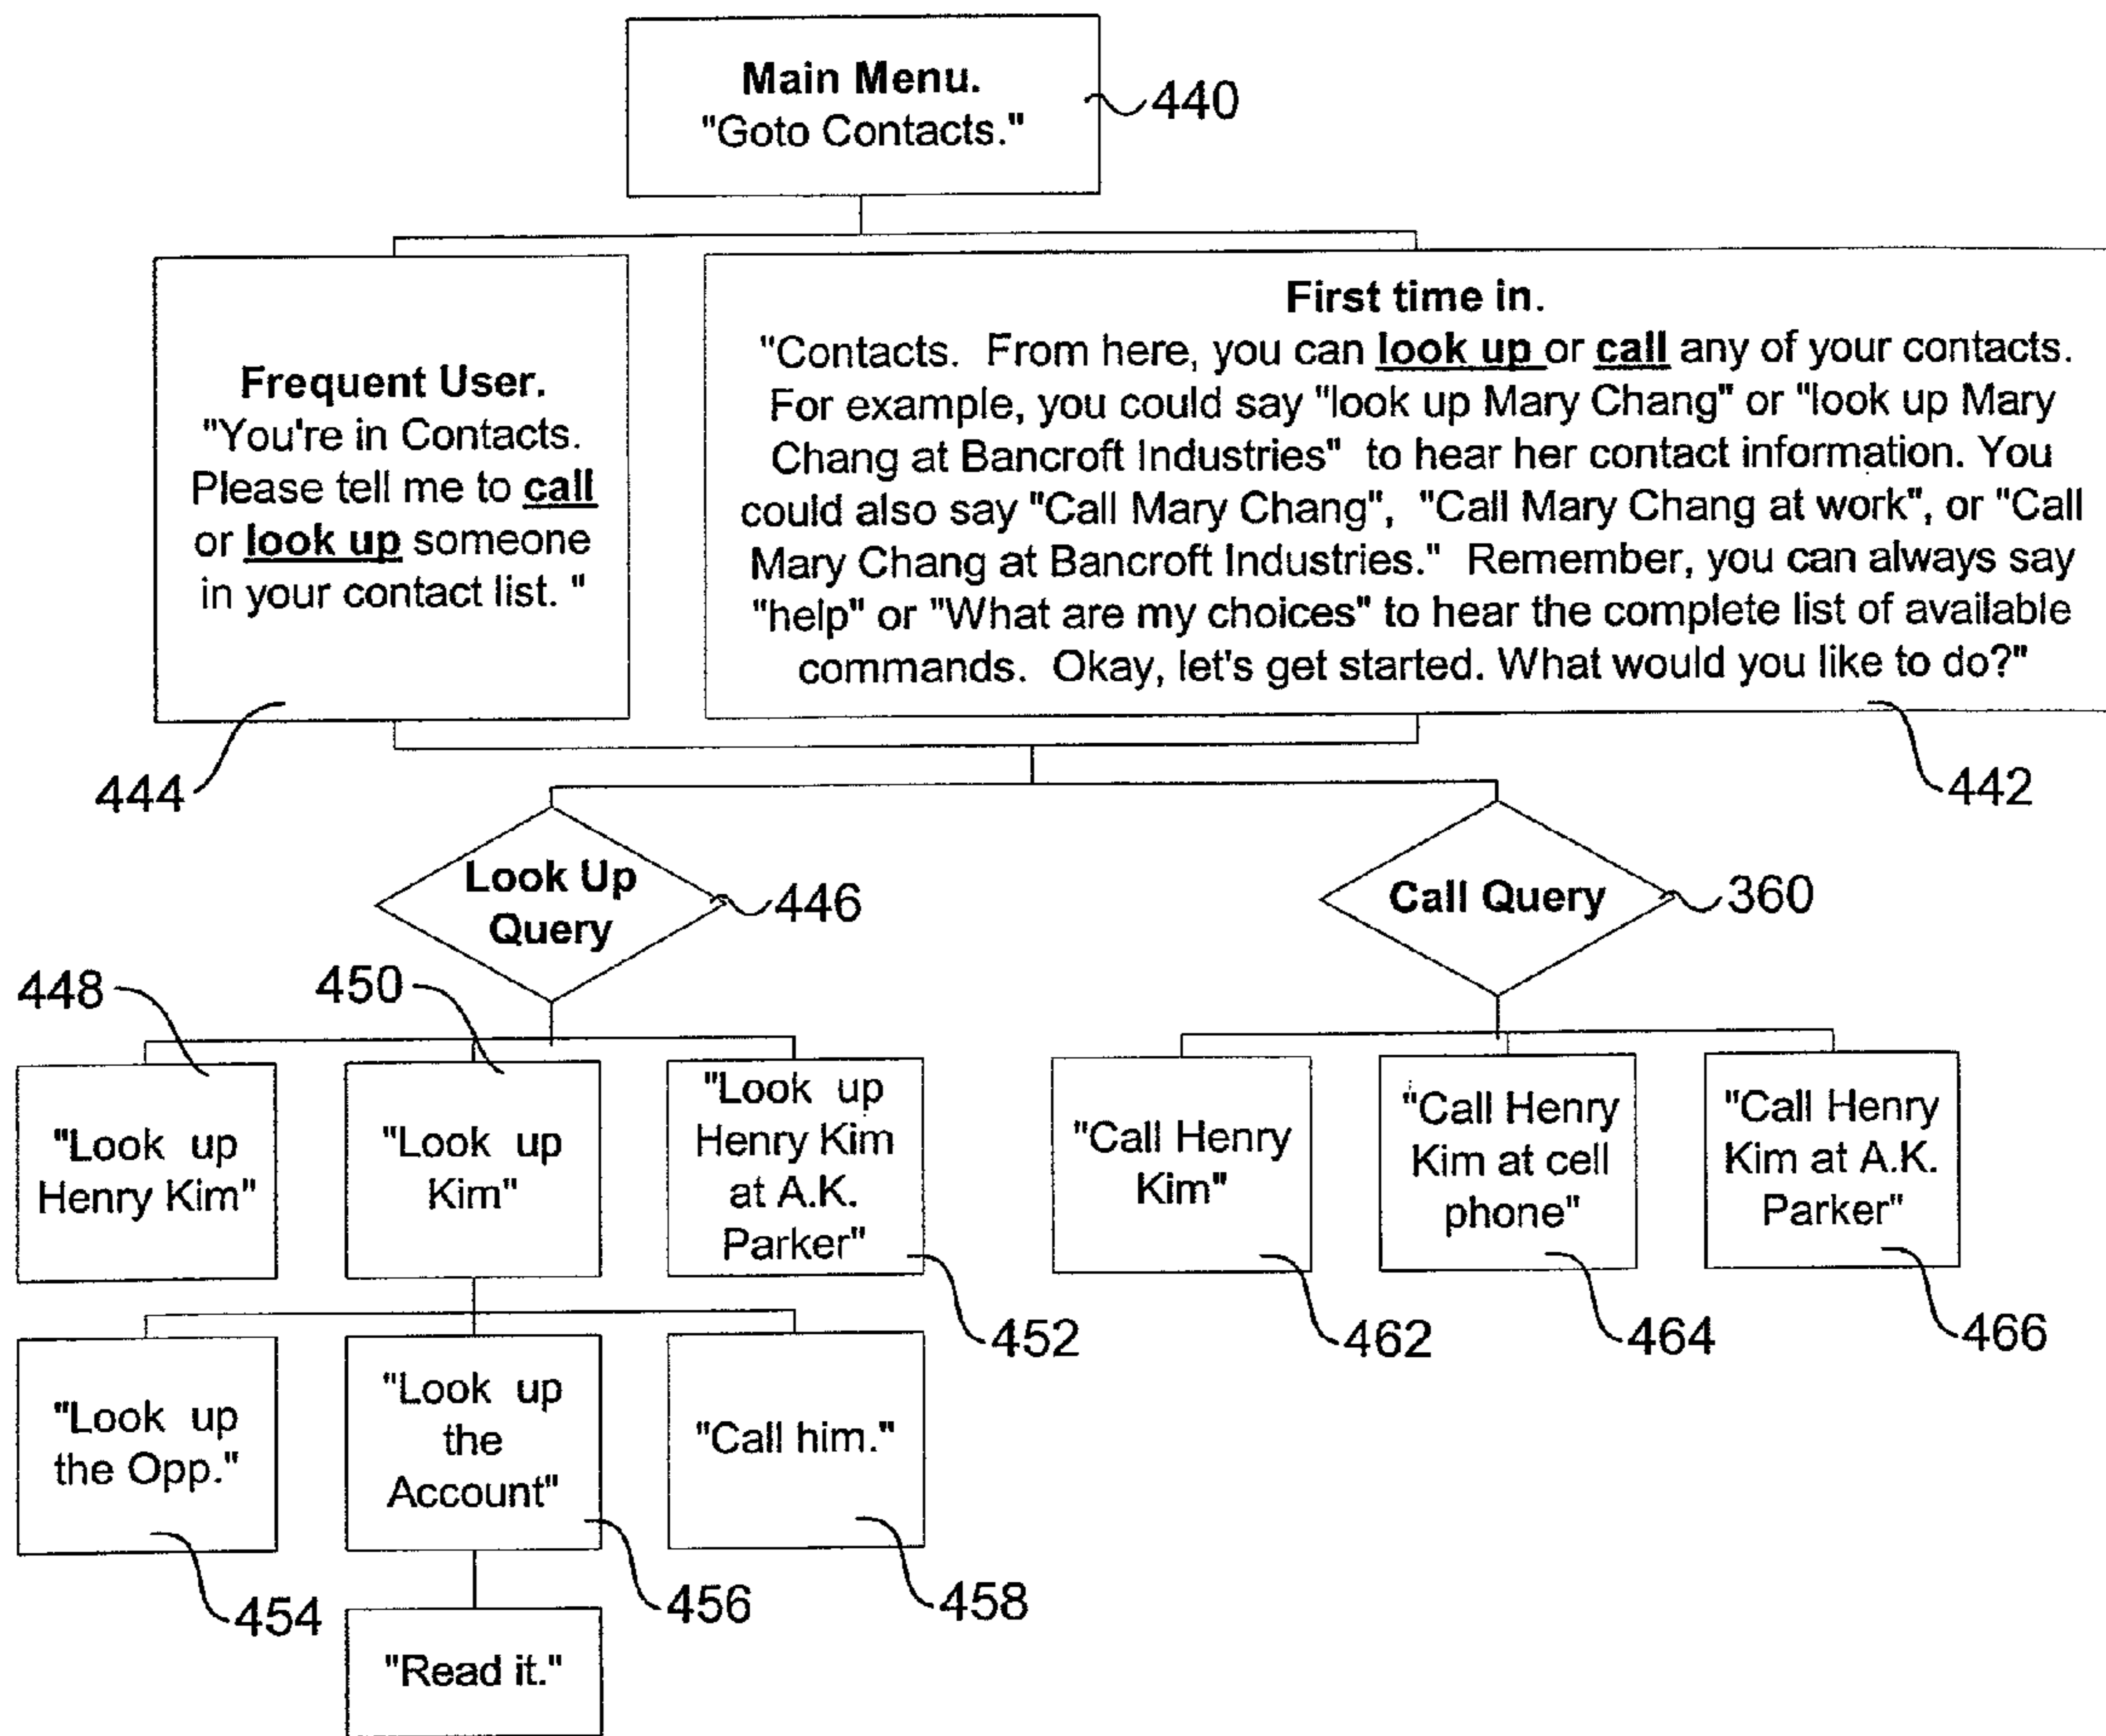 Main Menu.
"Goto Contacts."
440
Frequent User.
"You're in Contacts.
Please tell me to call
or look up someone
in your contact list. "
444
First time in.
"Contacts.  From here, you can look up or call any of your contacts.
For example, you could say "look up Mary Chang" or "look up Mary
Chang at Bancroft Industries"  to hear her contact information. You
could also say "Call Mary Chang",  "Call Mary Chang at work", or "Call
Mary Chang at Bancroft Industries."  Remember, you can always say
"help" or "What are my choices" to hear the complete list of available
commands.  Okay, let's get started. What would you like to do?"
442
Look Up
Query
446
Call Query
360
448
"Look  up
Henry Kim"
450
"Look  up
Kim"
"Look  up
Henry Kim
at A.K.
Parker"
452
"Call Henry
Kim"
462
"Call Henry
Kim at cell
phone"
464
"Call Henry
Kim at A.K.
Parker"
466
"Look  up
the Opp."
454
"Look  up
the
Account"
456
"Call him."
458
"Read it."